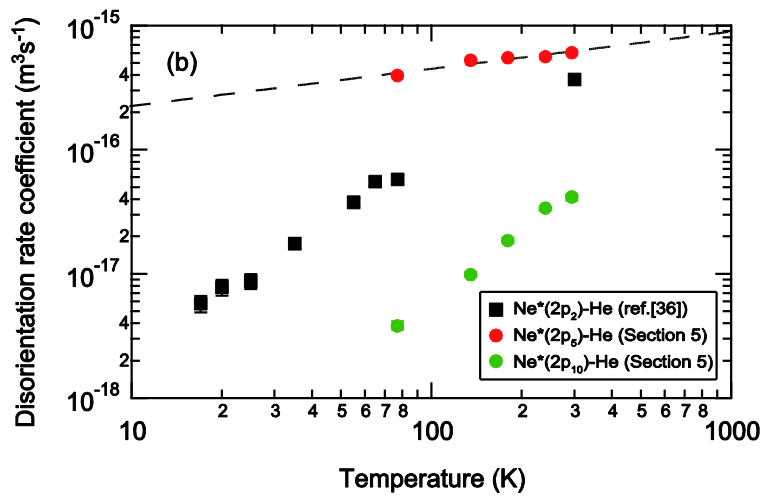 10⁻¹⁵
(b)
4
2
10⁻¹⁶
4
2
10⁻¹⁷
4
2
10⁻¹⁸
Disorientation rate coefficient (m³s⁻¹)
Ne*(2p₂)-He (ref.[36])
Ne*(2p₅)-He (Section 5)
Ne*(2p₁₀)-He (Section 5)
10 2 3 4 5 6 7 8 100 2 3 4 5 6 7 8 1000
Temperature (K)